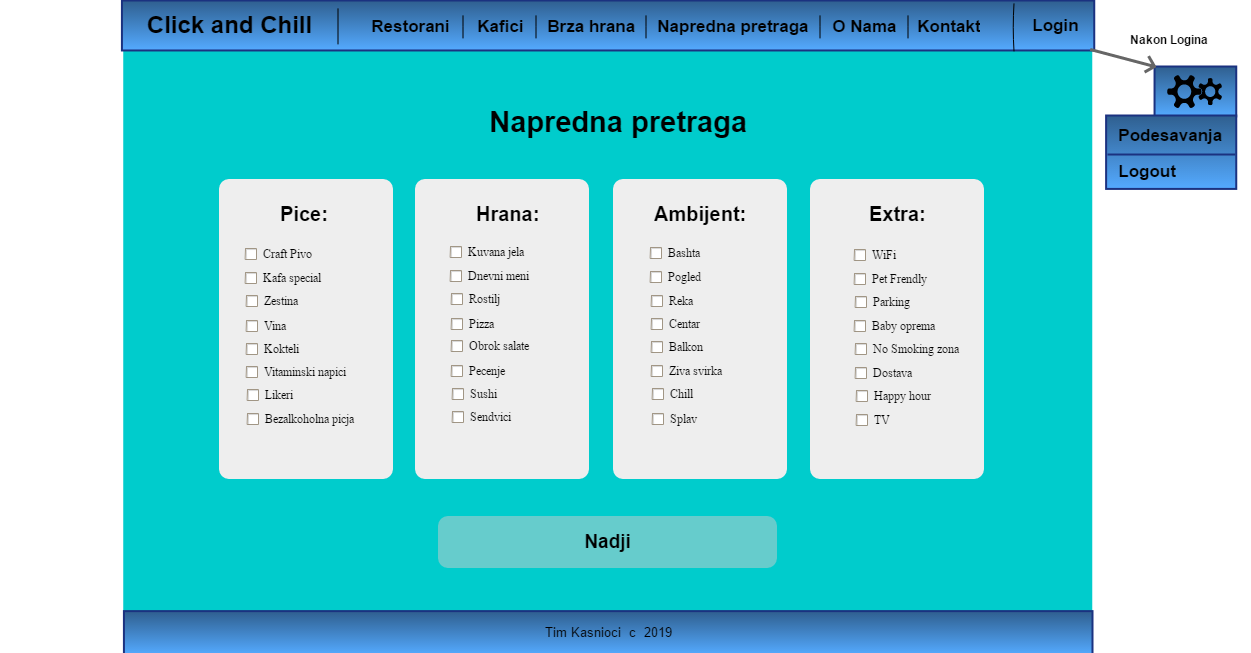 Click and Chill Restorani Kafici Brza hrana Napredna pretraga O Nama Kontakt Login
Nakon Logina
Podesavanja
Logout
Napredna pretraga
Pice:
Craft Pivo
Kafa special
Zestina
Vina
Kokteli
Vitaminski napici
Likeri
Bezalkoholna picja
Hrana:
Kuvana jela
Dnevni meni
Rostilj
Pizza
Obrok salate
Pecenje
Sushi
Sendvici
Ambijent:
Bashta
Pogled
Reka
Centar
Balkon
Ziva svirka
Chill
Splav
Extra:
WiFi
Pet Frendly
Parking
Baby oprema
No Smoking zona
Dostava
Happy hour
TV
Nadji
Tim Kasnioci c 2019